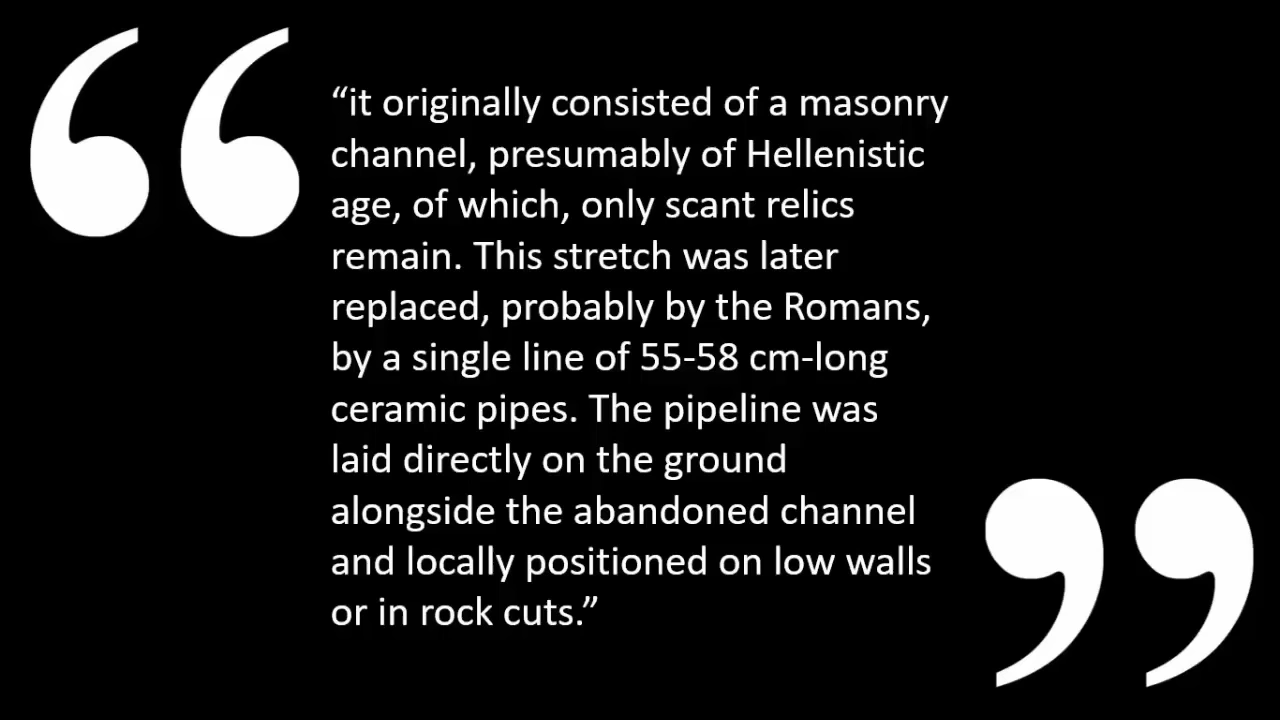 “it originally consisted of a masonry
channel, presumably of Hellenistic
age, of which, only scant relics
remain. This stretch was later
replaced, probably by the Romans,
by a single line of 55-58 cm-long
ceramic pipes. The pipeline was
laid directly on the ground
alongside the abandoned channel
and locally positioned on low walls
or in rock cuts.”